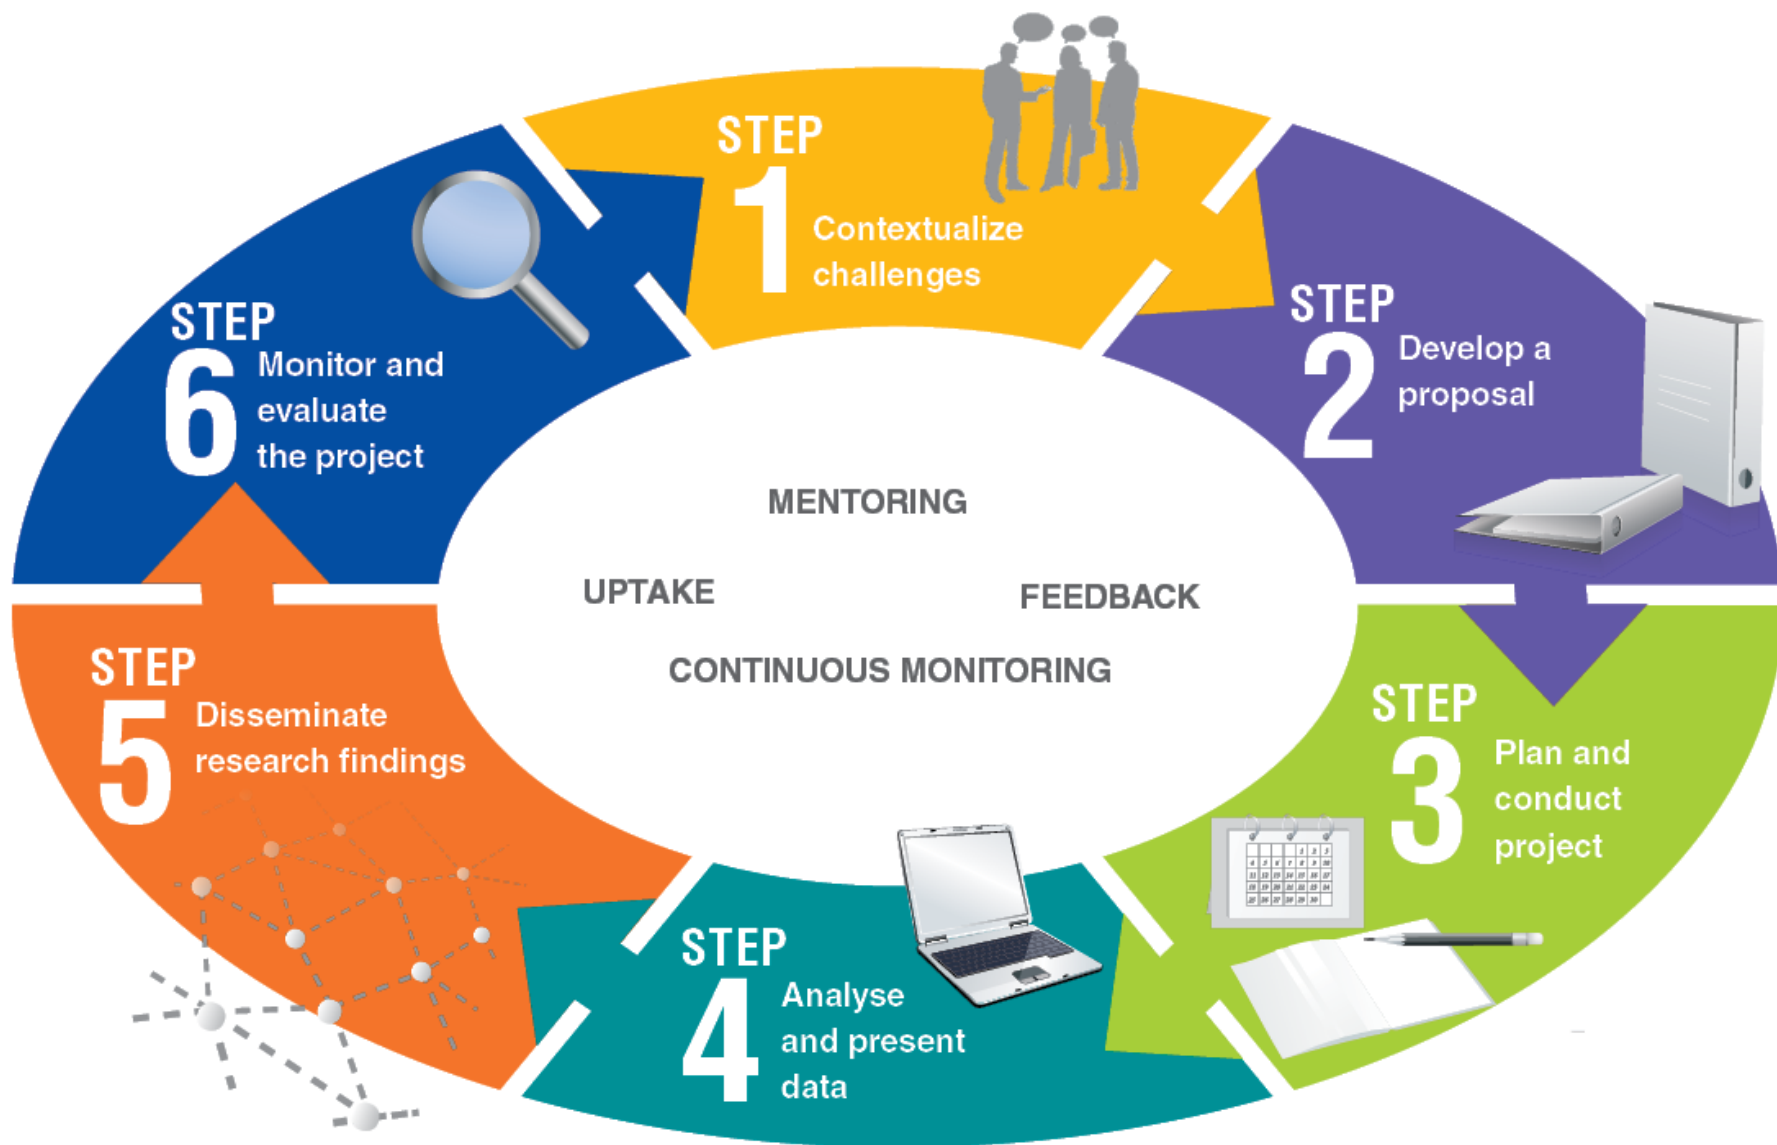 STEP
1
Contextualize
challenges
STEP
2
Develop a
proposal
STEP
3
Plan and
conduct
project
STEP
4
Analyse
and present
data
STEP
5
Disseminate
research findings
STEP
6
Monitor and
evaluate
the project
MENTORING
UPTAKE
FEEDBACK
CONTINUOUS MONITORING